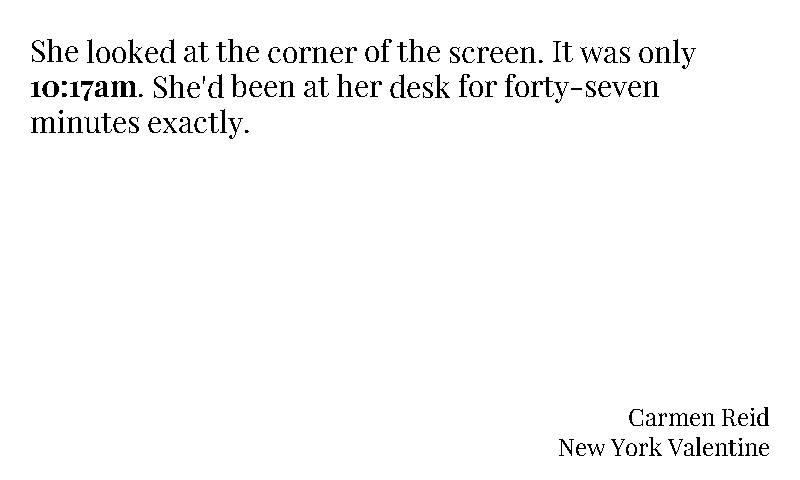 She looked at the corner of the screen. It was only
10:17am. She'd been at her desk for forty-seven
minutes exactly.
Carmen Reid
New York Valentine